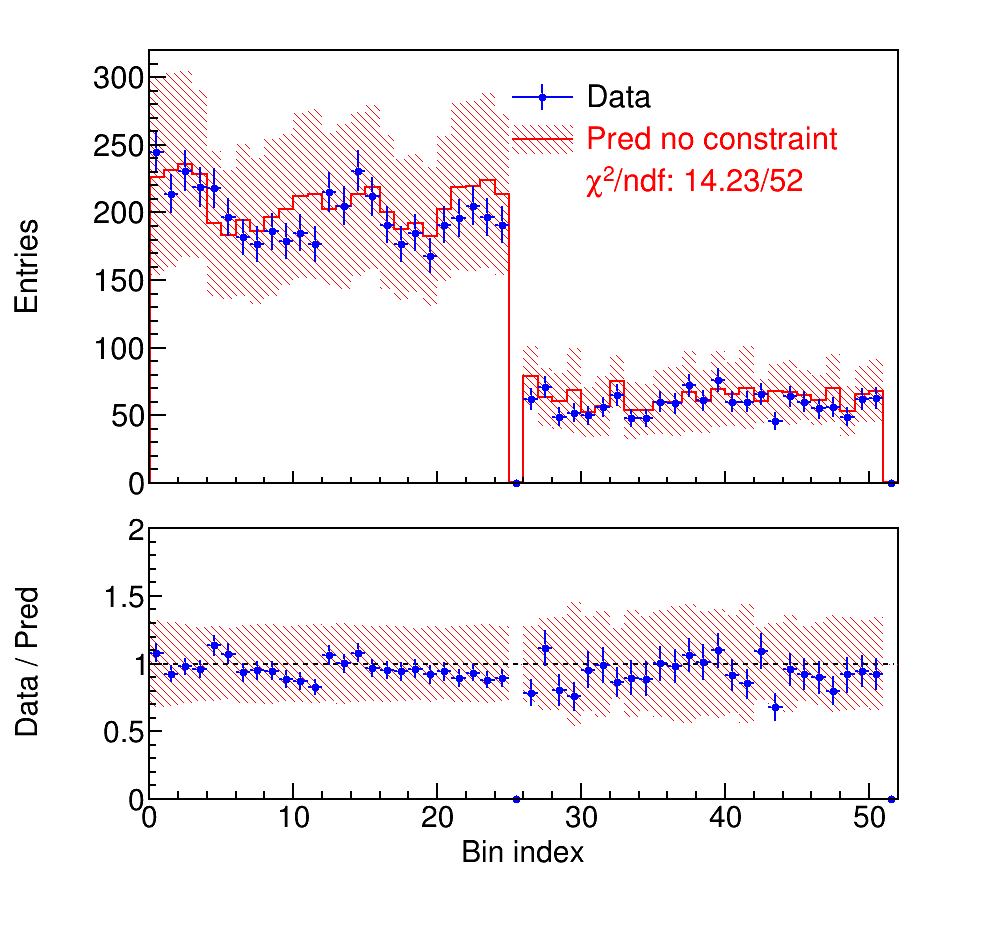 300
250
200
150
100
50
0
Entries
Data
Pred no constraint
χ²/ndf: 14.23/52
2
1.5
1
0.5
0
Data / Pred
0 10 20 30 40 50
Bin index